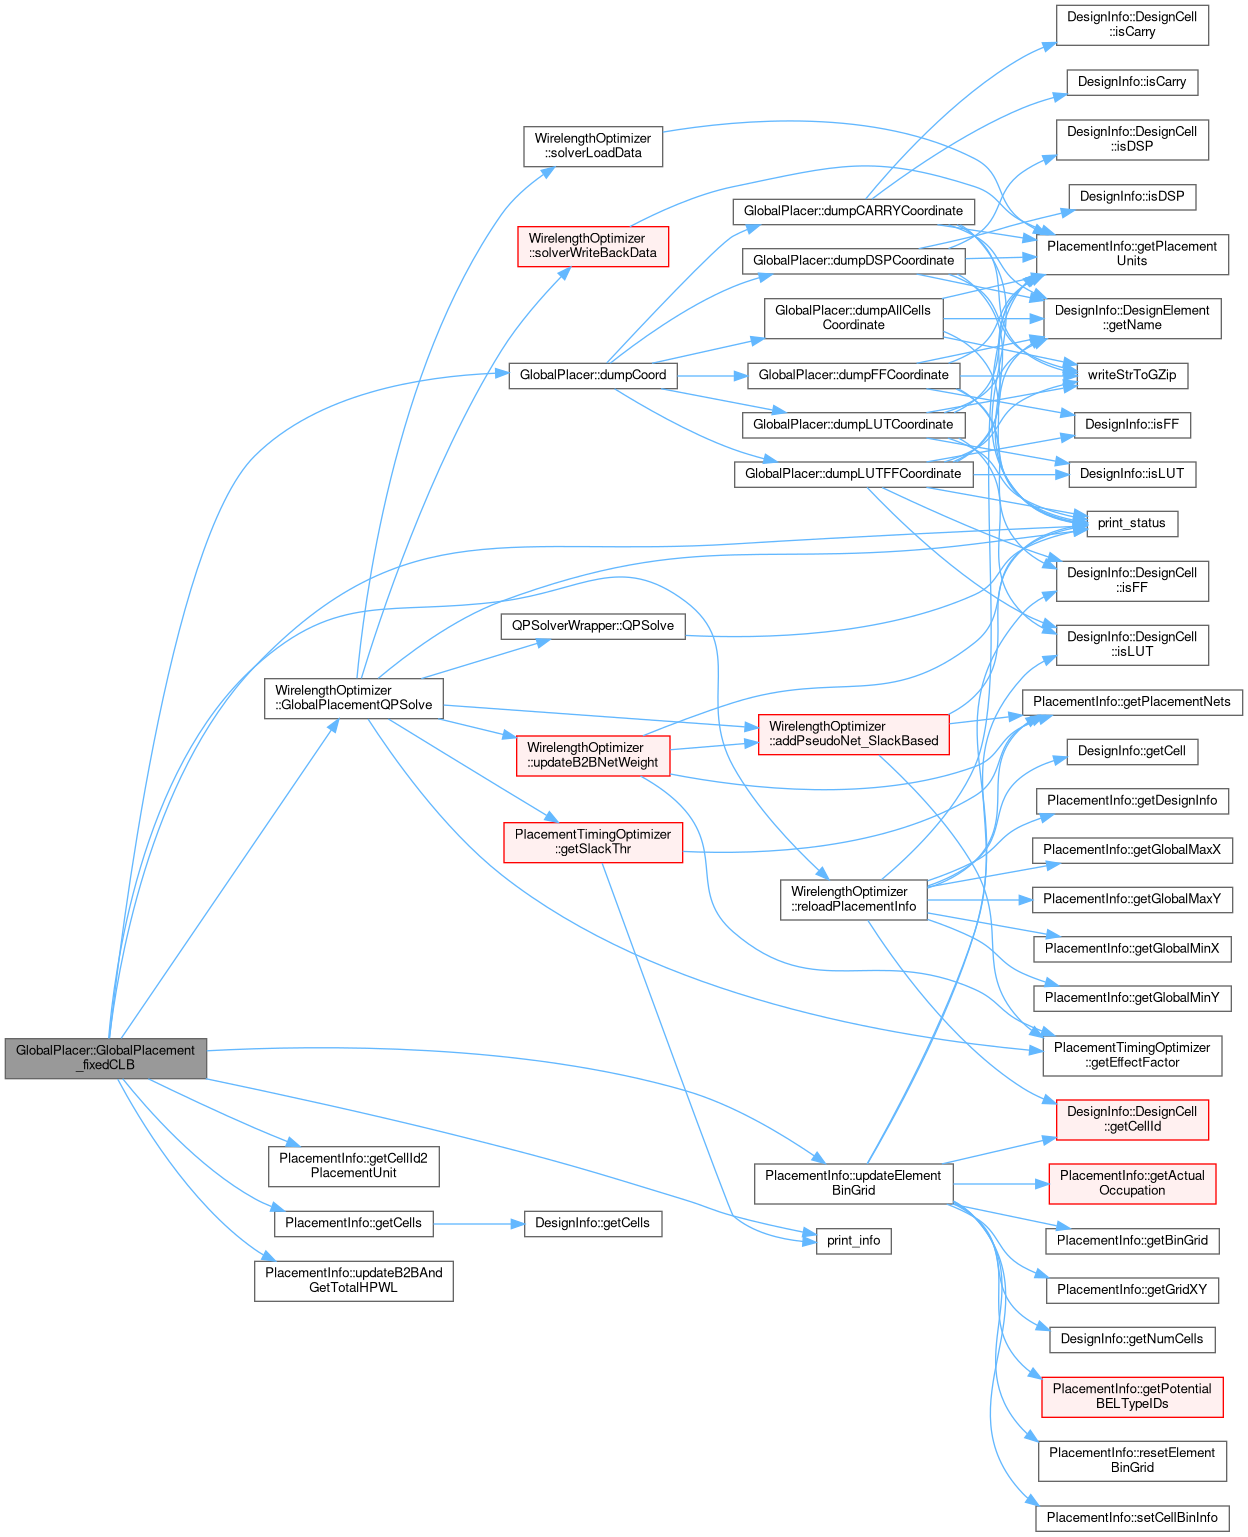 DesignInfo::DesignCell
::isCarry
DesignInfo::isCarry
DesignInfo::DesignCell
::isDSP
WirelengthOptimizer
::solverLoadData
DesignInfo::isDSP
GlobalPlacer::dumpCARRYCoordinate
WirelengthOptimizer
::solverWriteBackData
PlacementInfo::getPlacement
Units
GlobalPlacer::dumpDSPCoordinate
GlobalPlacer::dumpAllCells
Coordinate
DesignInfo::DesignElement
::getName
GlobalPlacer::dumpCoord
GlobalPlacer::dumpFFCoordinate
writeStrToGZip
GlobalPlacer::dumpLUTCoordinate
DesignInfo::isFF
GlobalPlacer::dumpLUTFFCoordinate
DesignInfo::isLUT
print_status
DesignInfo::DesignCell
::isFF
QPSolverWrapper::QPSolve
DesignInfo::DesignCell
::isLUT
WirelengthOptimizer
::GlobalPlacementQPSolve
PlacementInfo::getPlacementNets
WirelengthOptimizer
::addPseudoNet_SlackBased
WirelengthOptimizer
::updateB2BNetWeight
DesignInfo::getCell
PlacementInfo::getDesignInfo
PlacementTimingOptimizer
::getSlackThr
PlacementInfo::getGlobalMaxX
WirelengthOptimizer
::reloadPlacementInfo
PlacementInfo::getGlobalMaxY
PlacementInfo::getGlobalMinX
PlacementInfo::getGlobalMinY
GlobalPlacer::GlobalPlacement
_fixedCLB
PlacementTimingOptimizer
::getEffectFactor
DesignInfo::DesignCell
::getCellId
PlacementInfo::getCellId2
PlacementUnit
PlacementInfo::updateElement
BinGrid
PlacementInfo::getActual
Occupation
PlacementInfo::getCells
DesignInfo::getCells
print_info
PlacementInfo::getBinGrid
PlacementInfo::updateB2BAnd
GetTotalHPWL
PlacementInfo::getGridXY
DesignInfo::getNumCells
PlacementInfo::getPotential
BELTypeIDs
PlacementInfo::resetElement
BinGrid
PlacementInfo::setCellBinInfo